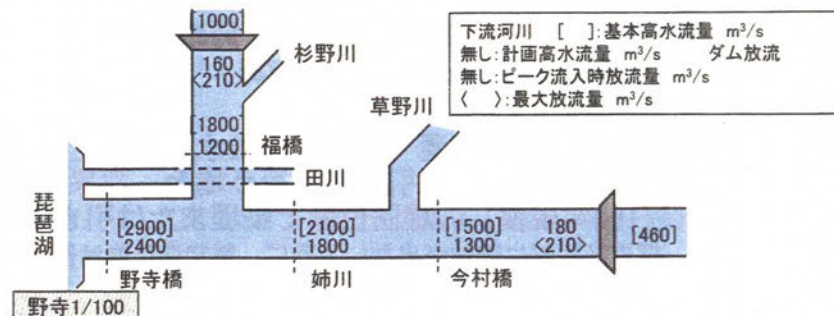 [1000]
下流河川 [ ]:基本高水流量 m³/s
無し:計画高水流量 m³/s ダム放流
無し:ピーク流入時放流量 m³/s
〈 〉:最大放流量 m³/s
杉野川
160
〈210〉
草野川
[1800]
1200 福橋
田川
琵琶湖
[2900] [2100] [1500] 180 [460]
2400 1800 1300 〈210〉
野寺橋 姉川 今村橋
野寺1/100